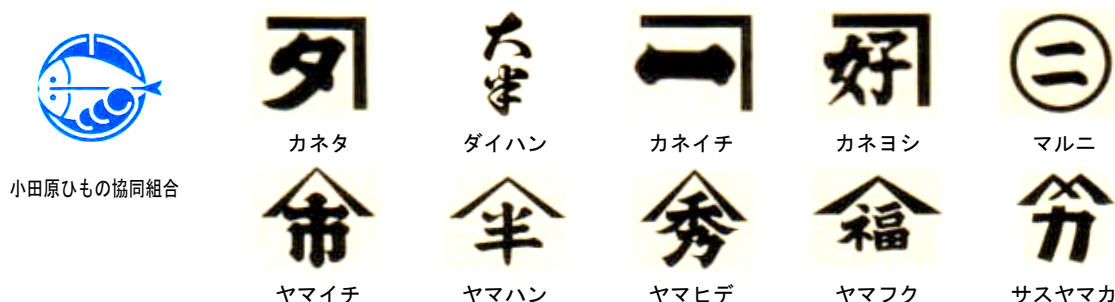 タ
大半
一
好
二
カネタ
ダイハン
カネイチ
カネヨシ
マルニ
小田原ひもの協同組合
市
半
秀
福
カ
ヤマイチ
ヤマハン
ヤマヒデ
ヤマフク
サスヤマカ